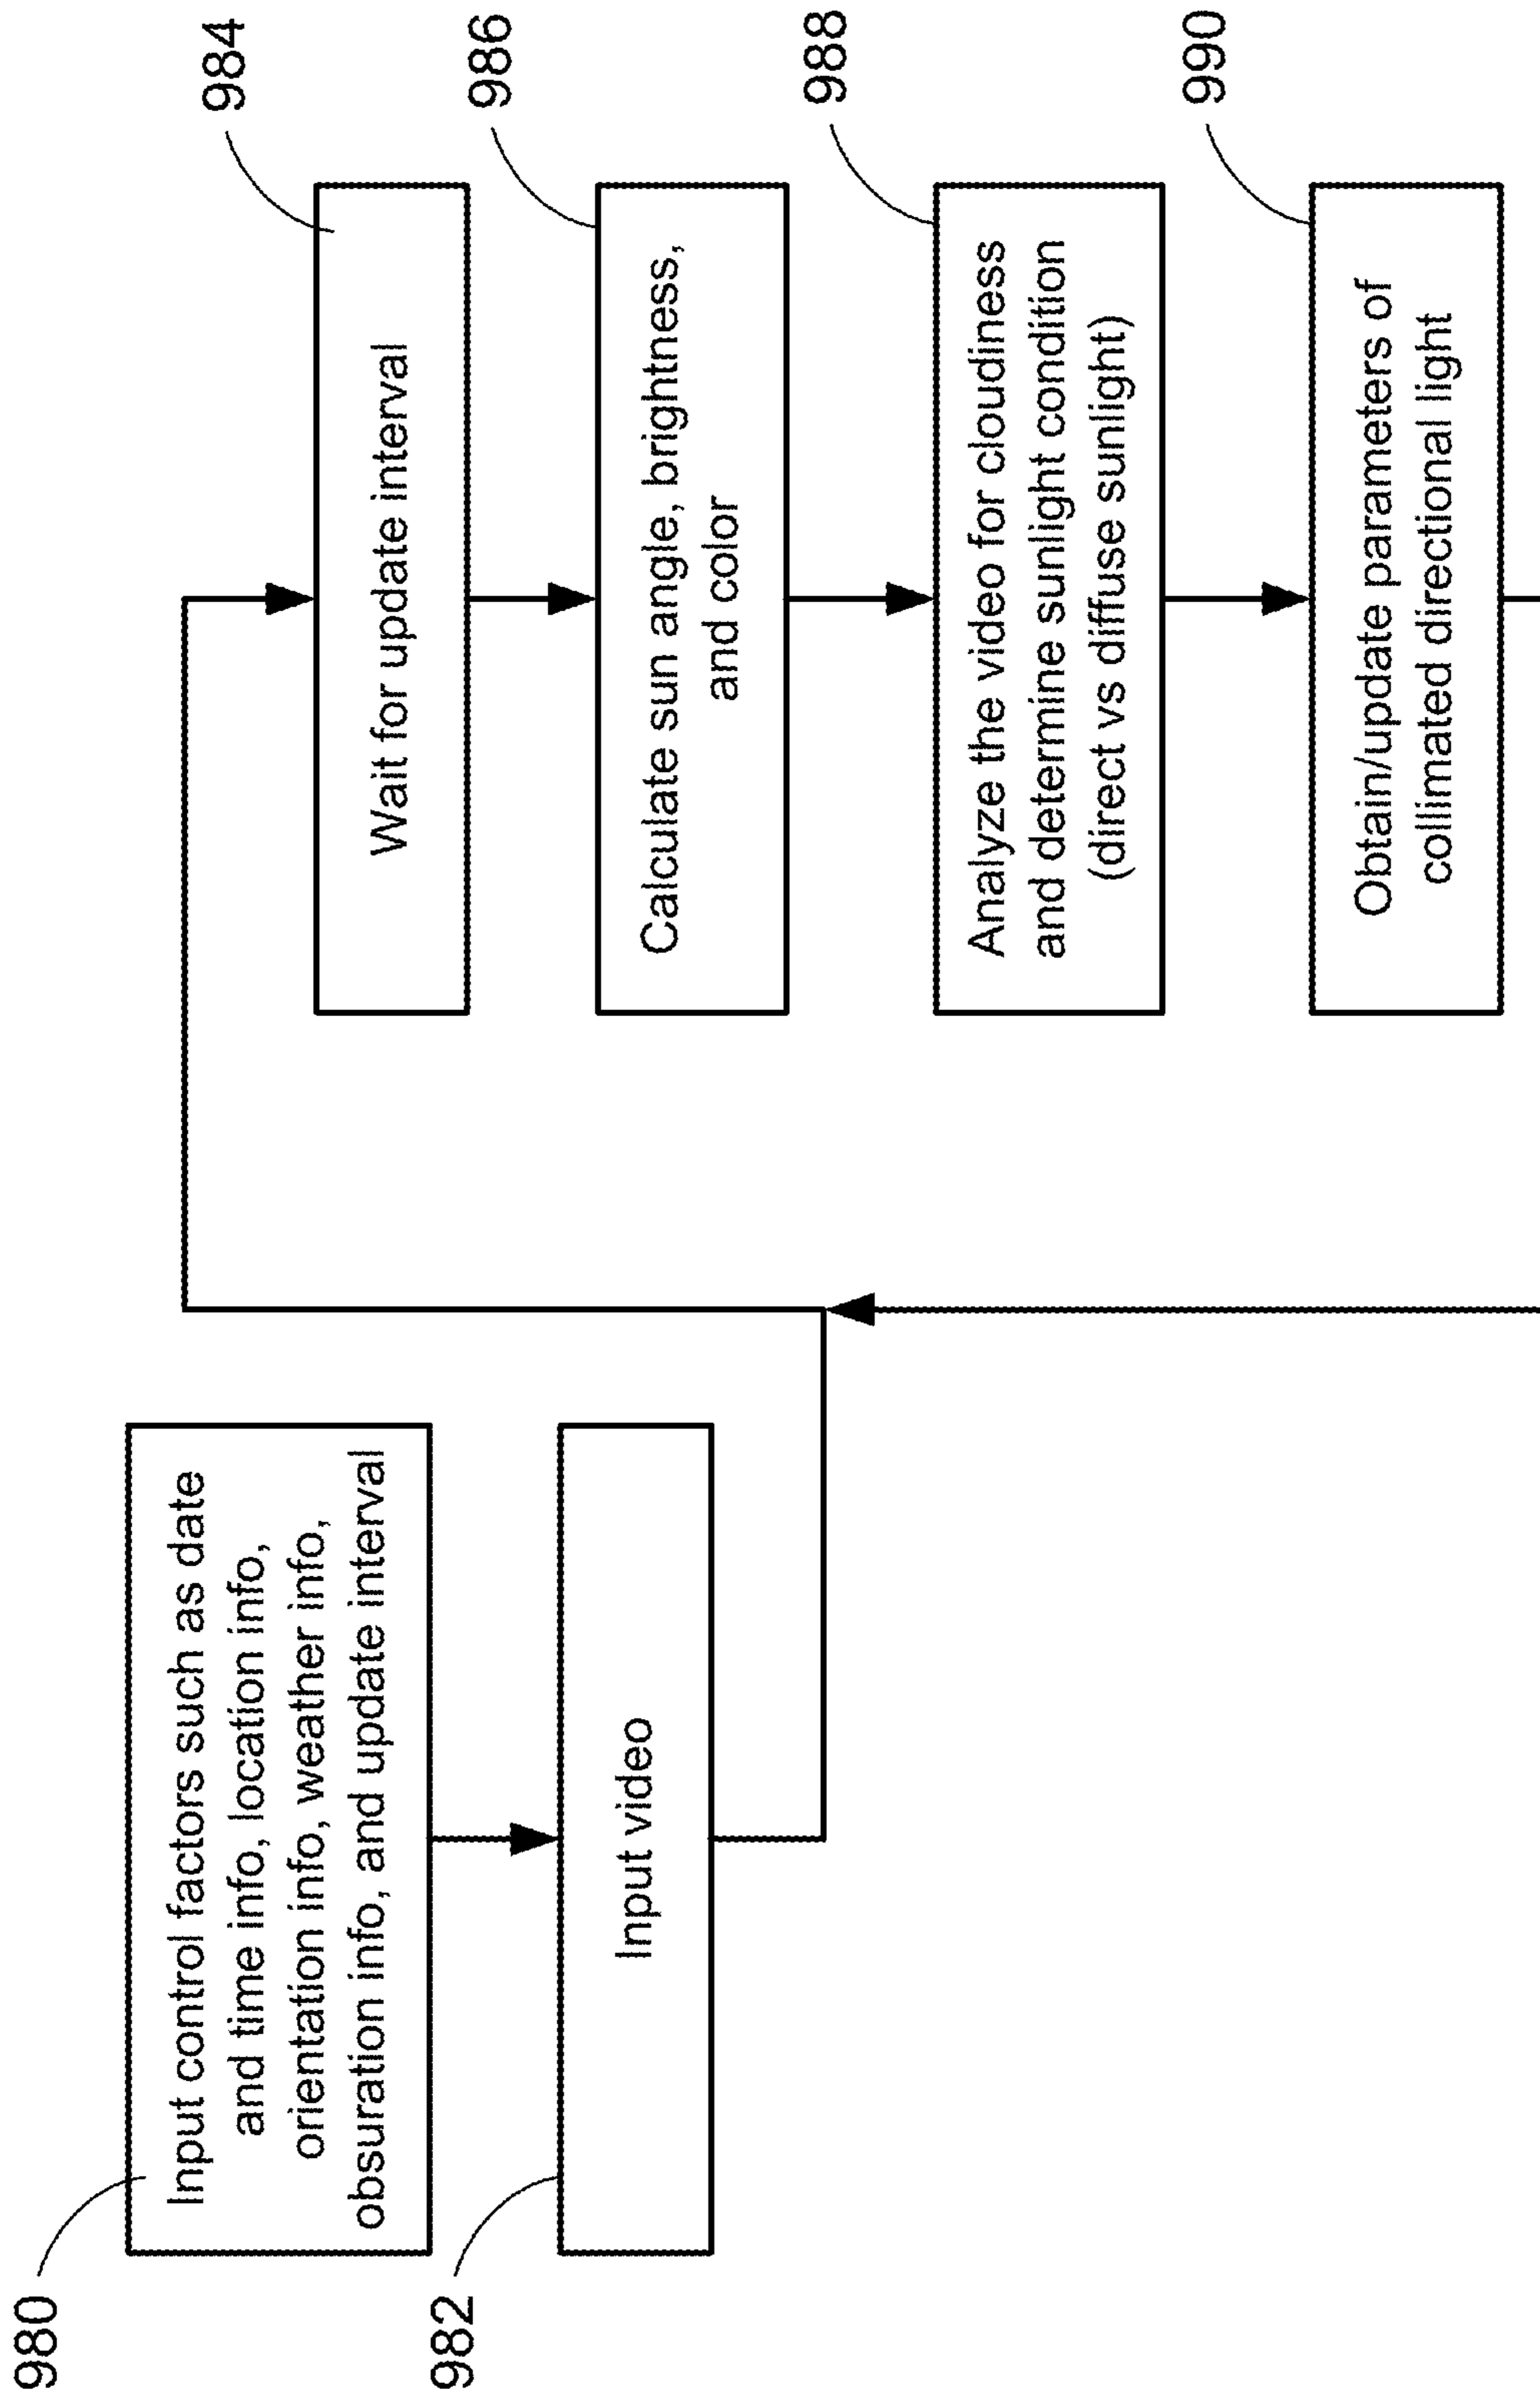 980
Input control factors such as date
and time info, location info,
orientation info, weather info,
obsuration info, and update interval
982
Input video
984
Wait for update interval
986
Calculate sun angle, brightness,
and color
988
Analyze the video for cloudiness
and determine sunlight condition
(direct vs diffuse sunlight)
990
Obtain/update parameters of
collimated directional light